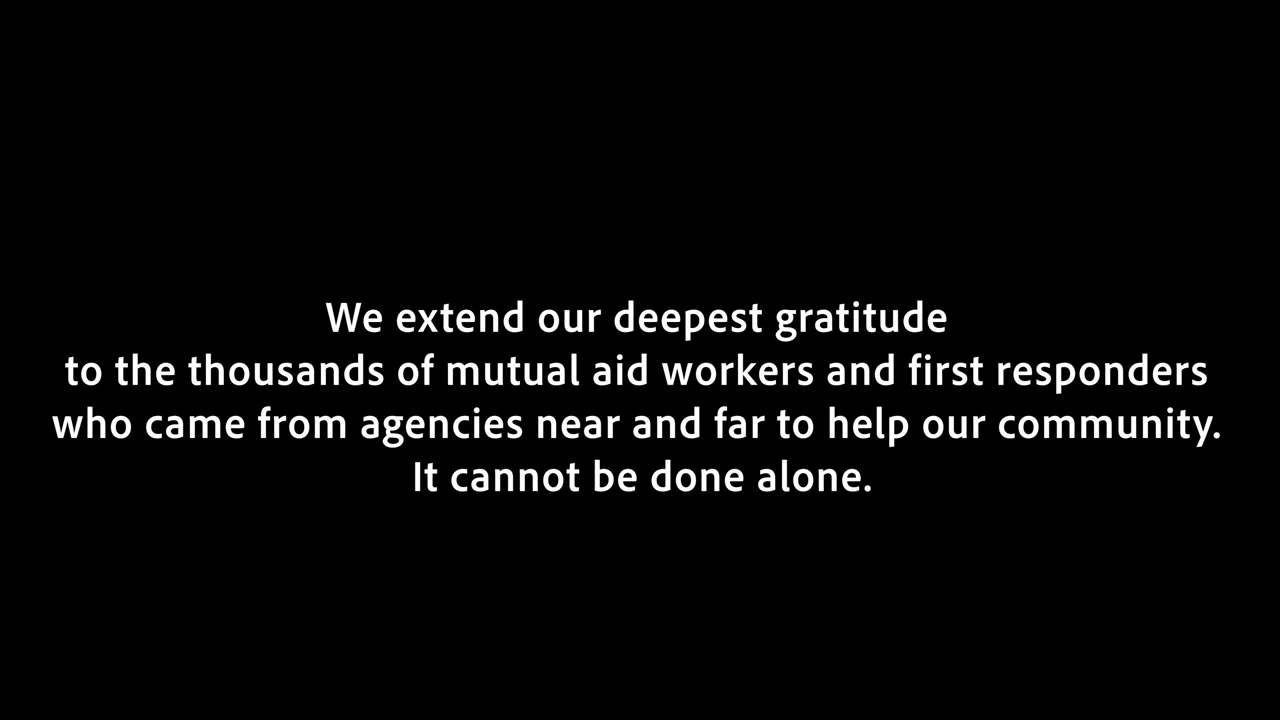 We extend our deepest gratitude
to the thousands of mutual aid workers and first responders
who came from agencies near and far to help our community.
It cannot be done alone.